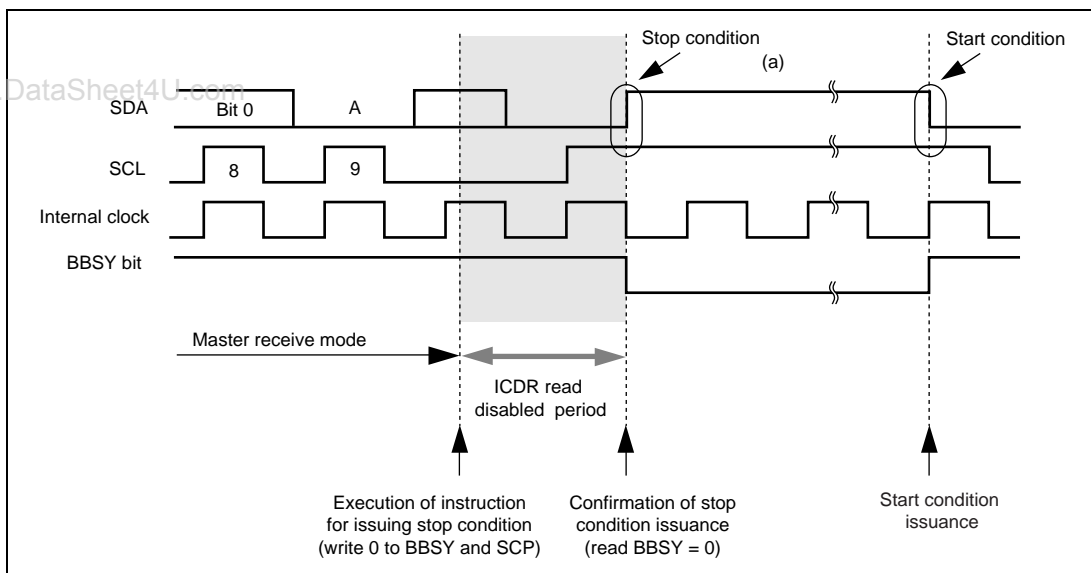 Stop condition
(a)
Start condition
.DataSheet4U.com
SDA
Bit 0
A
SCL
8
9
Internal clock
BBSY bit
Master receive mode
ICDR read
disabled period
Execution of instruction
for issuing stop condition
(write 0 to BBSY and SCP)
Confirmation of stop
condition issuance
(read BBSY = 0)
Start condition
issuance